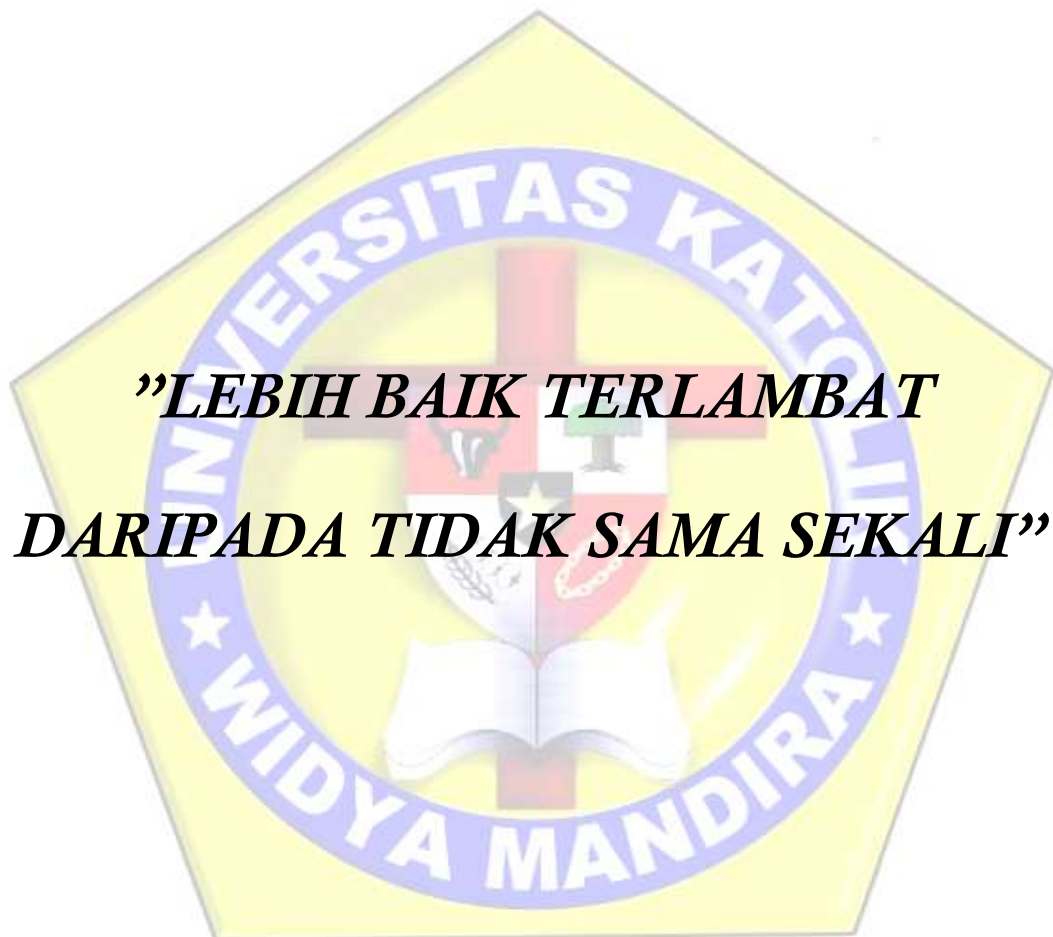 UNIVERSITAS KATOLIK
”LEBIH BAIK TERLAMBAT
DARIPADA TIDAK SAMA SEKALI”
WIDYA MANDIRA